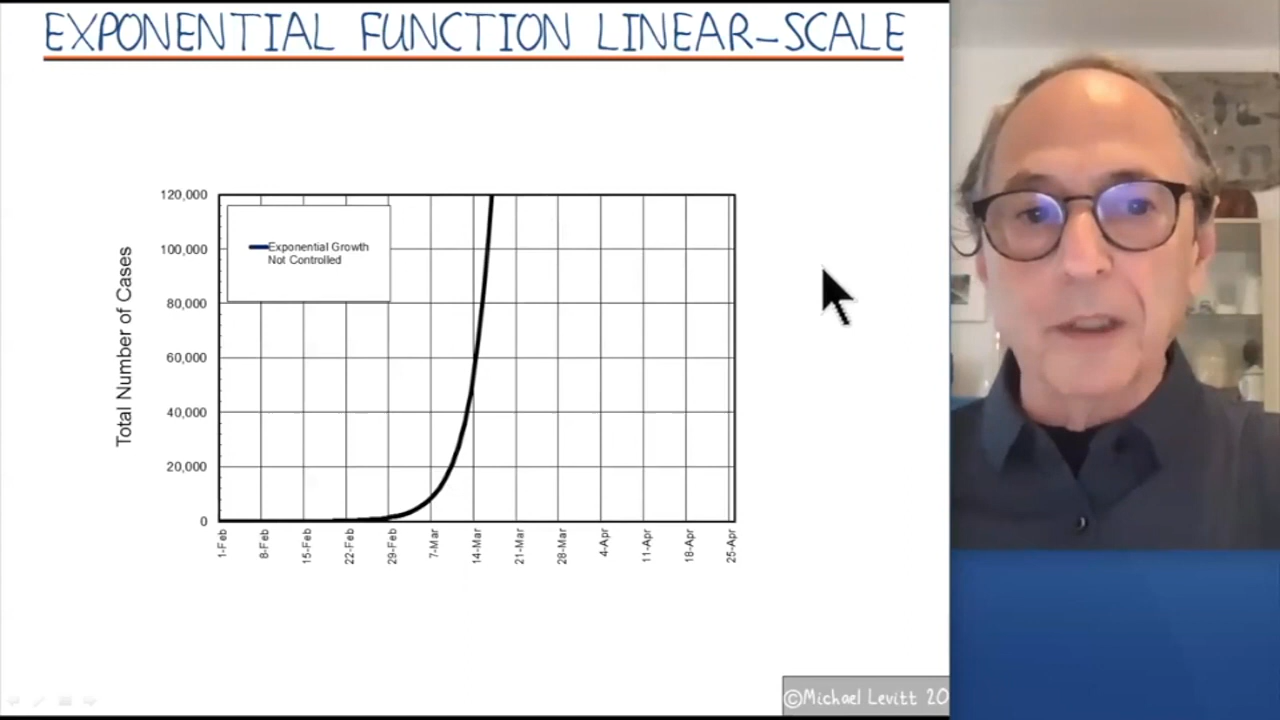 EXPONENTIAL FUNCTION LINEAR-SCALE
120,000
100,000
80,000
60,000
40,000
20,000
0
Total Number of Cases
Exponential Growth
Not Controlled
1-Feb
8-Feb
15-Feb
22-Feb
29-Feb
7-Mar
14-Mar
21-Mar
28-Mar
4-Apr
11-Apr
18-Apr
25-Apr
©Michael Levitt 20